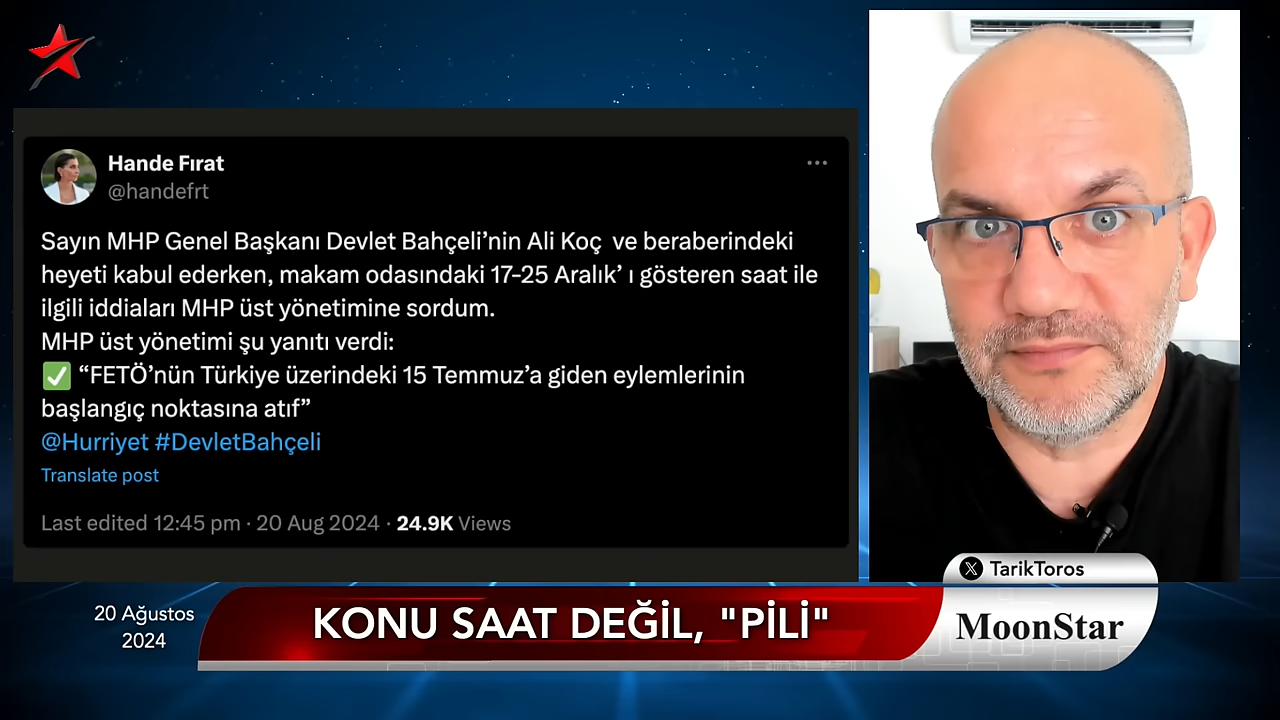 Hande Fırat
@handefrt
Sayın MHP Genel Başkanı Devlet Bahçeli’nin Ali Koç ve beraberindeki
heyeti kabul ederken, makam odasındaki 17-25 Aralık’ ı gösteren saat ile
ilgili iddiaları MHP üst yönetimine sordum.
MHP üst yönetimi şu yanıtı verdi:
✅ “FETÖ’nün Türkiye üzerindeki 15 Temmuz’a giden eylemlerinin
başlangıç noktasına atıf”
@Hurriyet #DevletBahçeli
Translate post
Last edited 12:45 pm · 20 Aug 2024 · 24.9K Views
X TarikToros
20 Ağustos
2024
KONU SAAT DEĞİL, "PİLİ"
MoonStar